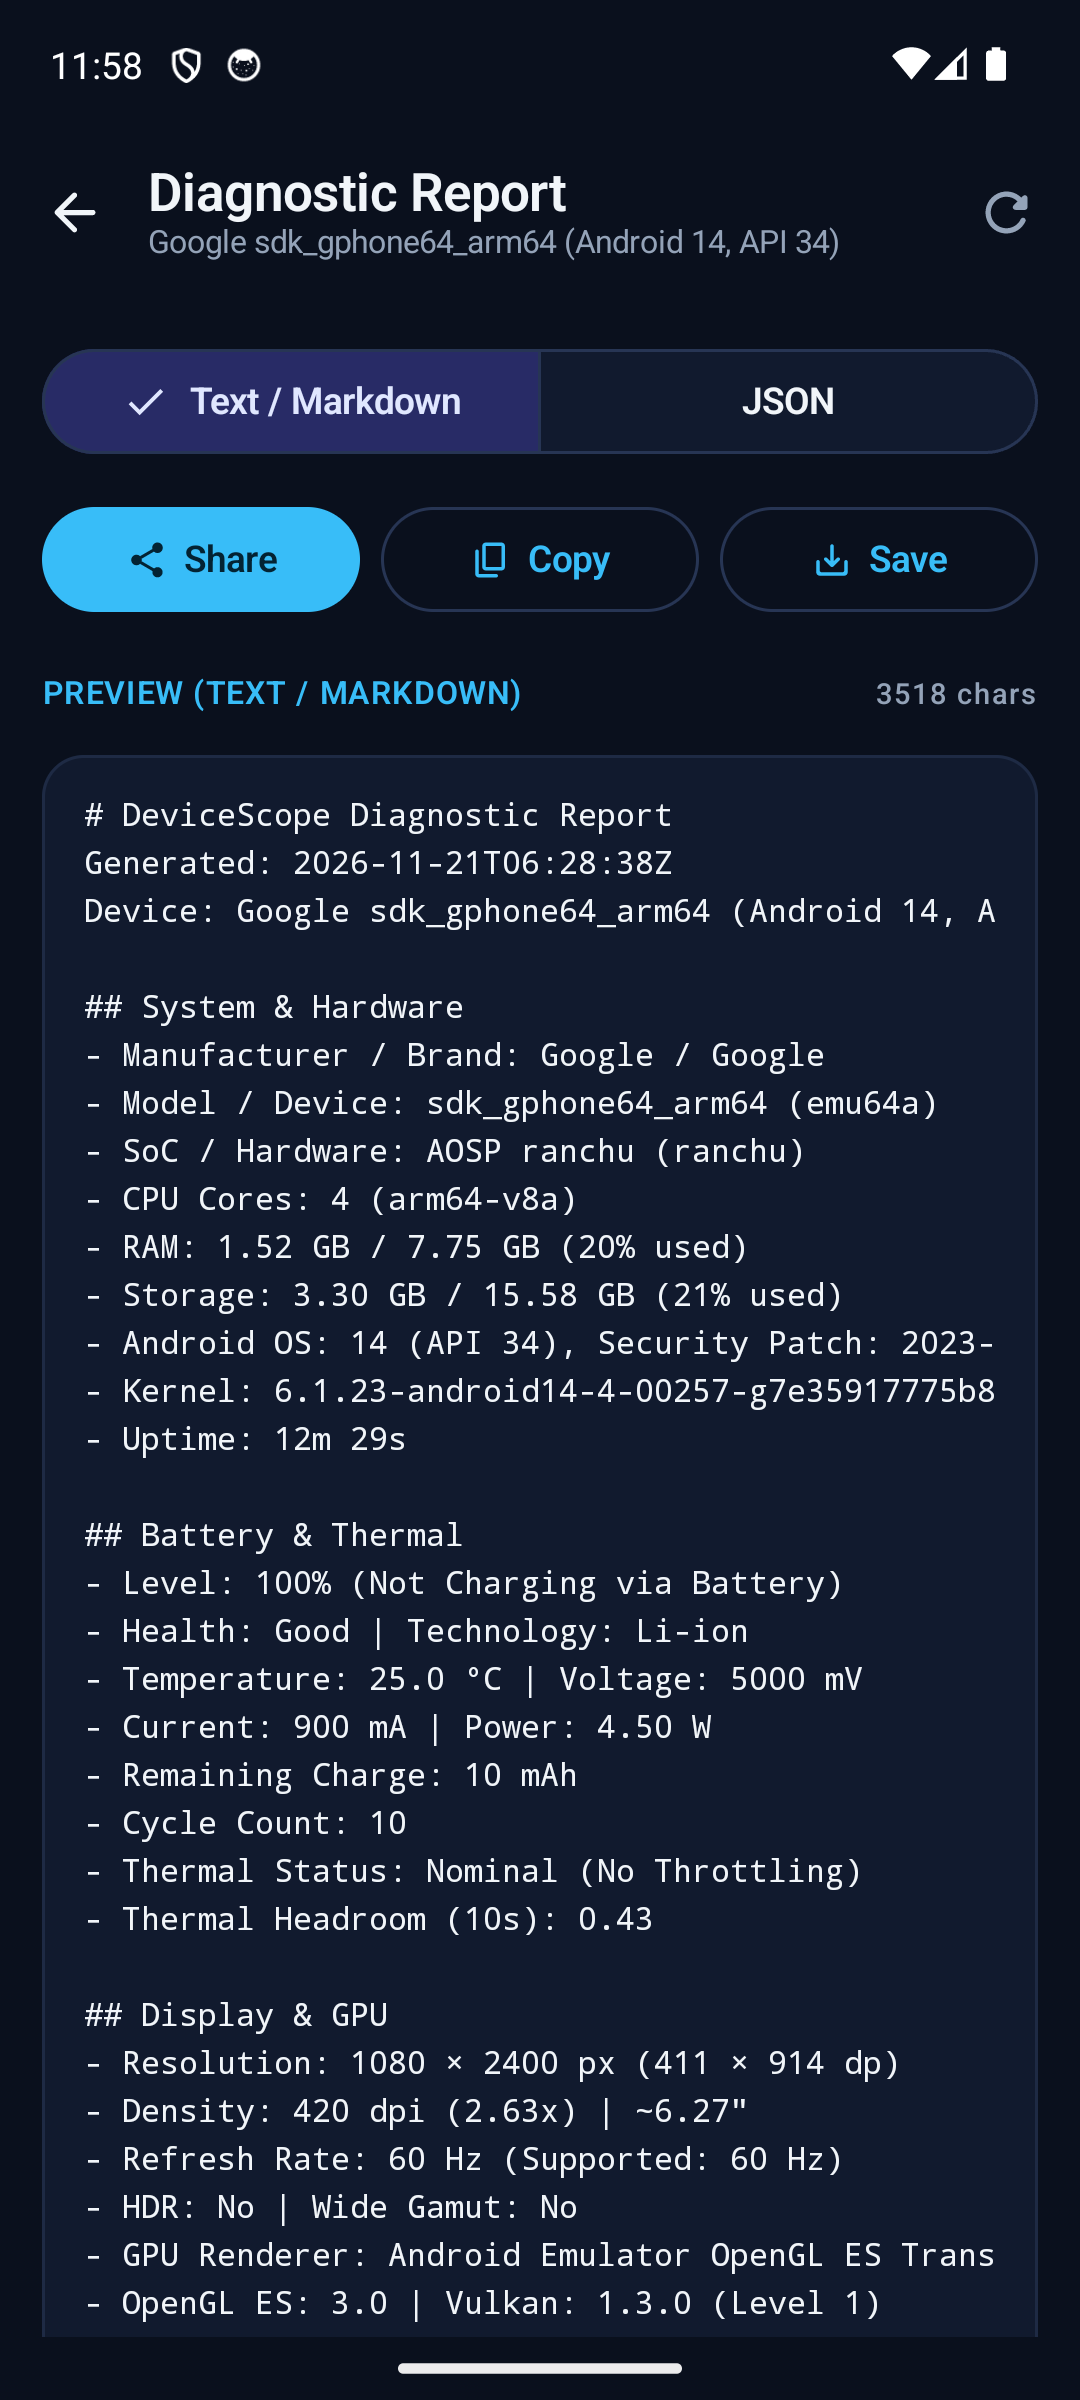 11:58
Diagnostic Report
Google sdk_gphone64_arm64 (Android 14, API 34)
Text / Markdown
JSON
Share
Copy
Save
PREVIEW (TEXT / MARKDOWN)
3518 chars
# DeviceScope Diagnostic Report
Generated: 2026-11-21T06:28:38Z
Device: Google sdk_gphone64_arm64 (Android 14, A
## System & Hardware
- Manufacturer / Brand: Google / Google
- Model / Device: sdk_gphone64_arm64 (emu64a)
- SoC / Hardware: AOSP ranchu (ranchu)
- CPU Cores: 4 (arm64-v8a)
- RAM: 1.52 GB / 7.75 GB (20% used)
- Storage: 3.30 GB / 15.58 GB (21% used)
- Android OS: 14 (API 34), Security Patch: 2023-
- Kernel: 6.1.23-android14-4-00257-g7e35917775b8
- Uptime: 12m 29s
## Battery & Thermal
- Level: 100% (Not Charging via Battery)
- Health: Good | Technology: Li-ion
- Temperature: 25.0 °C | Voltage: 5000 mV
- Current: 900 mA | Power: 4.50 W
- Remaining Charge: 10 mAh
- Cycle Count: 10
- Thermal Status: Nominal (No Throttling)
- Thermal Headroom (10s): 0.43
## Display & GPU
- Resolution: 1080 × 2400 px (411 × 914 dp)
- Density: 420 dpi (2.63x) | ~6.27"
- Refresh Rate: 60 Hz (Supported: 60 Hz)
- HDR: No | Wide Gamut: No
- GPU Renderer: Android Emulator OpenGL ES Trans
- OpenGL ES: 3.0 | Vulkan: 1.3.0 (Level 1)